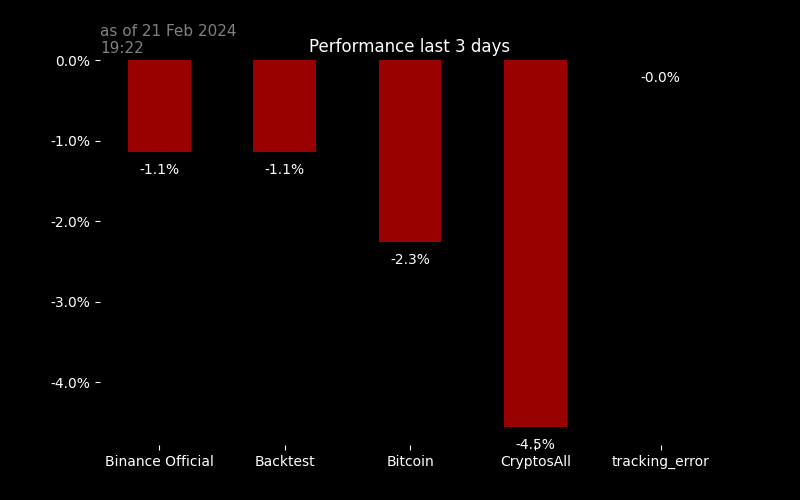 as of 21 Feb 2024
19:22
Performance last 3 days
0.0%
-1.0%
-2.0%
-3.0%
-4.0%
-1.1%
-1.1%
-2.3%
-4.5%
-0.0%
Binance Official
Backtest
Bitcoin
CryptosAll
tracking_error